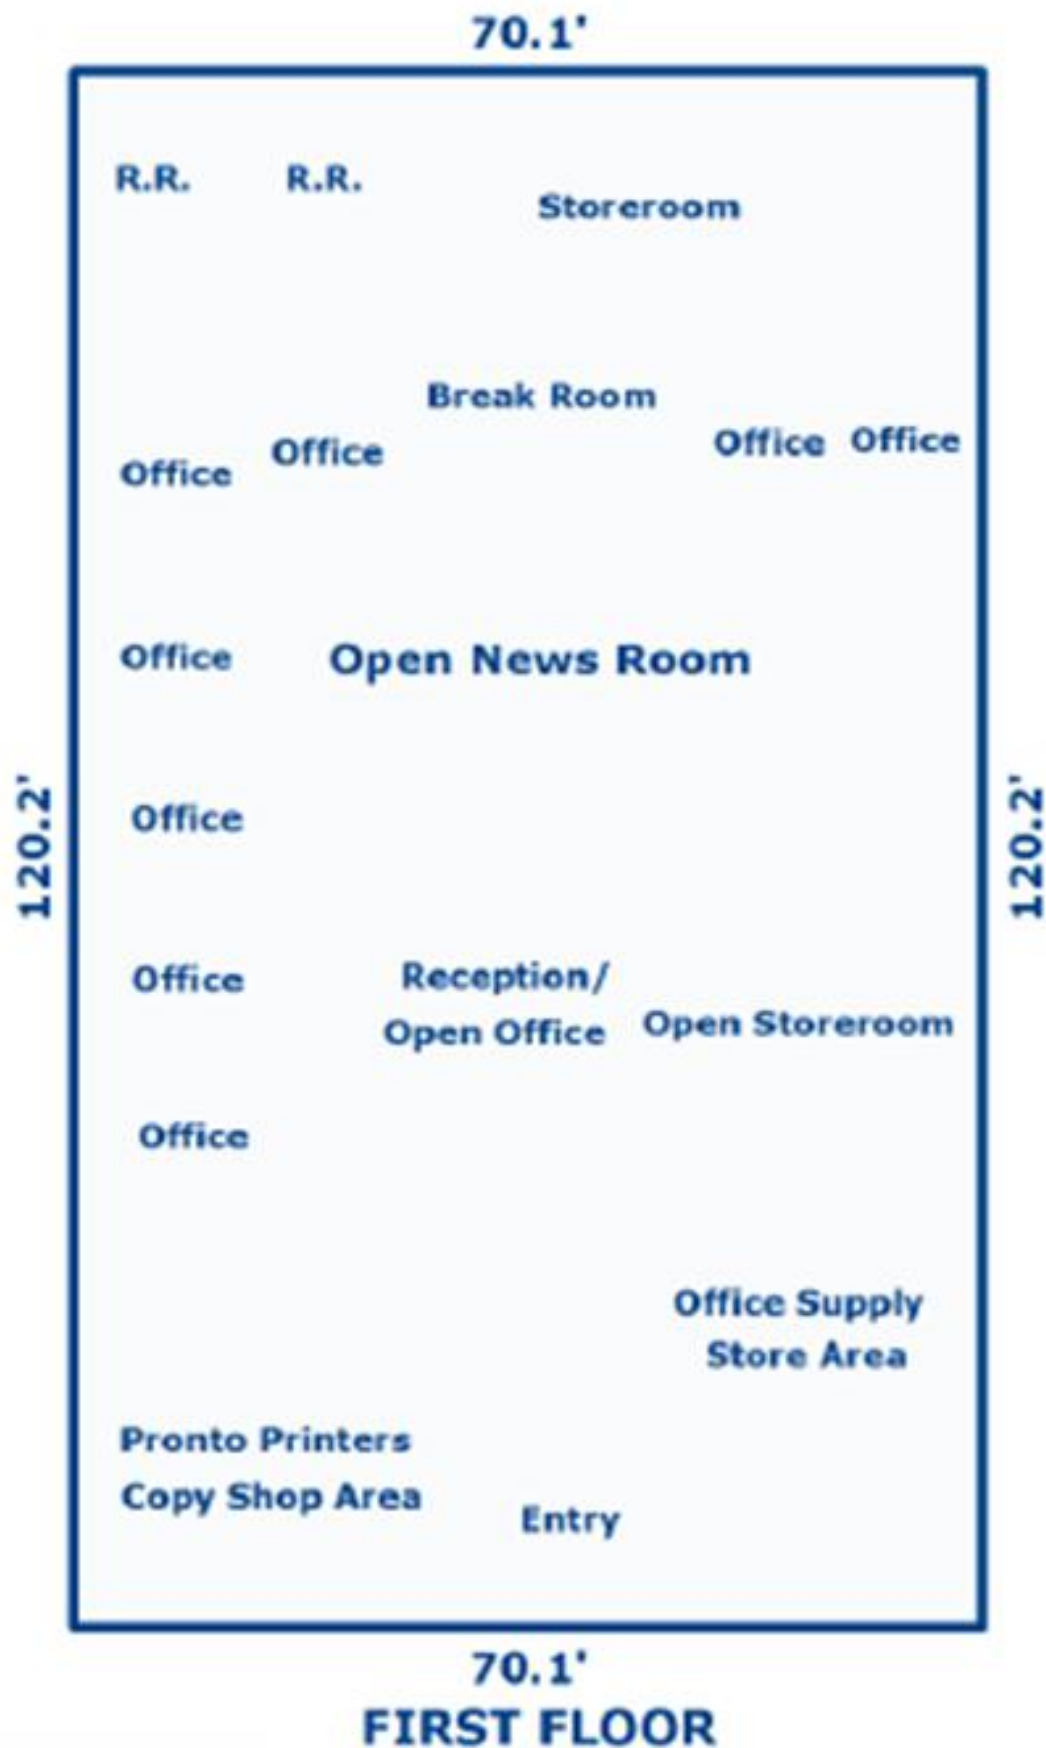 70.1'
R.R. R.R.
Storeroom
Break Room
Office Office Office Office
Office Open News Room
120.2' 120.2'
Office
Office Reception/
Open Office Open Storeroom
Office
Office Supply
Store Area
Pronto Printers
Copy Shop Area
Entry
70.1'
FIRST FLOOR